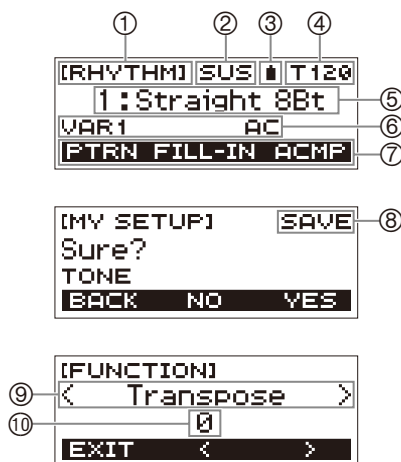 ① ② ③ ④
[RHYTHM] SUS T120
1:Straight 8Bt ⑤
VAR1 AC ⑥
PTRN FILL-IN ACMP ⑦
[MY SETUP] SAVE ⑧
Sure?
TONE
BACK NO YES
[FUNCTION]
⑨ < Transpose >
⑩ 0
EXIT < >